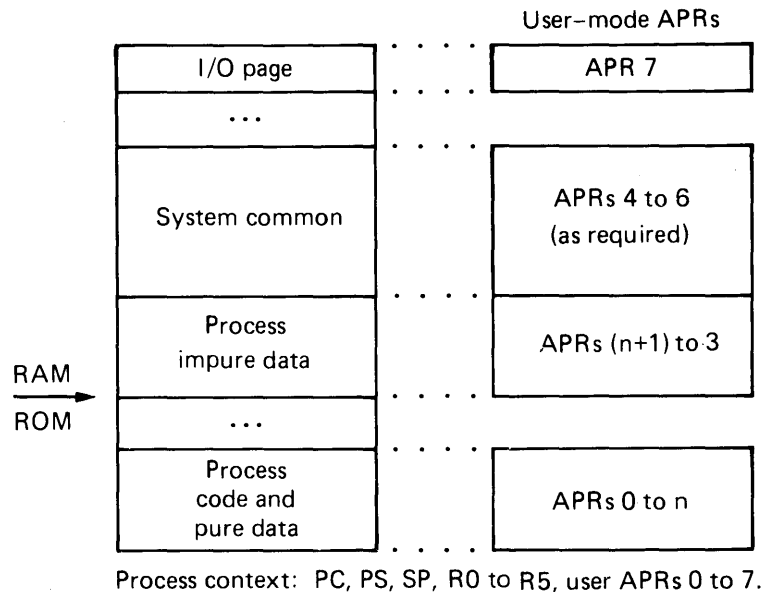 User-mode APRs
I/O page
APR 7
...
System common
APRs 4 to 6
(as required)
Process
impure data
APRs (n+1) to 3
RAM
ROM
...
Process
code and
pure data
APRs 0 to n
Process context: PC, PS, SP, R0 to R5, user APRs 0 to 7.